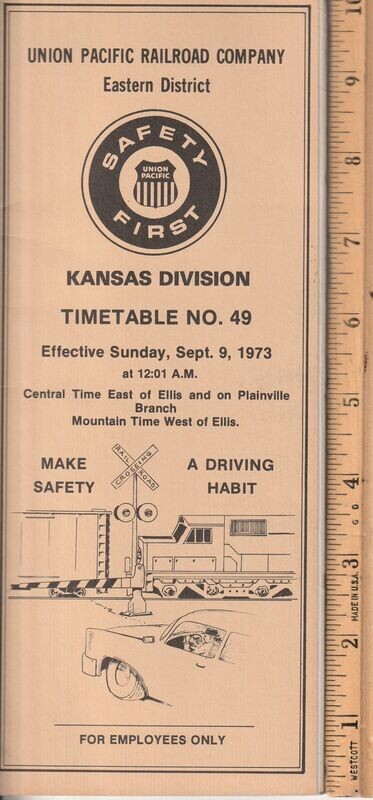 UNION PACIFIC RAILROAD COMPANY
Eastern District
SAFETY
UNION
PACIFIC
FIRST
KANSAS DIVISION
TIMETABLE NO. 49
Effective Sunday, Sept. 9, 1973
at 12:01 A.M.
Central Time East of Ellis and on Plainville
Branch
Mountain Time West of Ellis.
MAKE
SAFETY
A DRIVING
HABIT
RAILROAD
CROSSING
FOR EMPLOYEES ONLY
10
9
8
7
6
5
4
3
2
1
G D
MADE IN U.S.A.
WESTCOTT